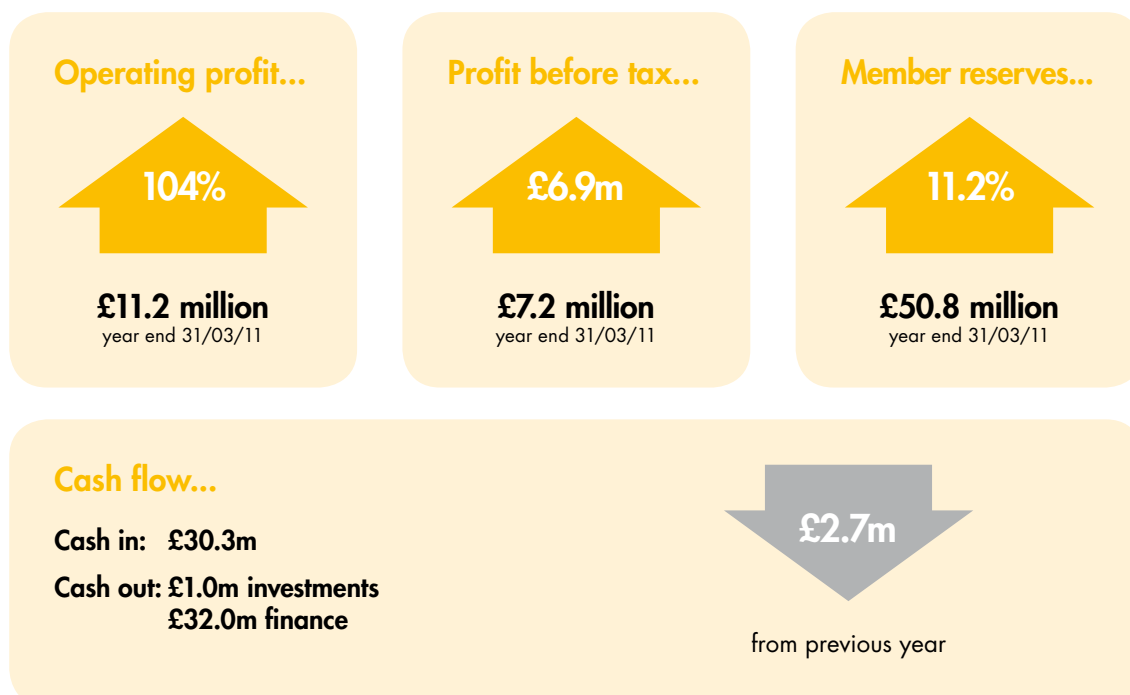 Operating profit...
104%
£11.2 million
year end 31/03/11
Profit before tax...
£6.9m
£7.2 million
year end 31/03/11
Member reserves...
11.2%
£50.8 million
year end 31/03/11
Cash flow...
Cash in: £30.3m
Cash out: £1.0m investments
£32.0m finance
£2.7m
from previous year